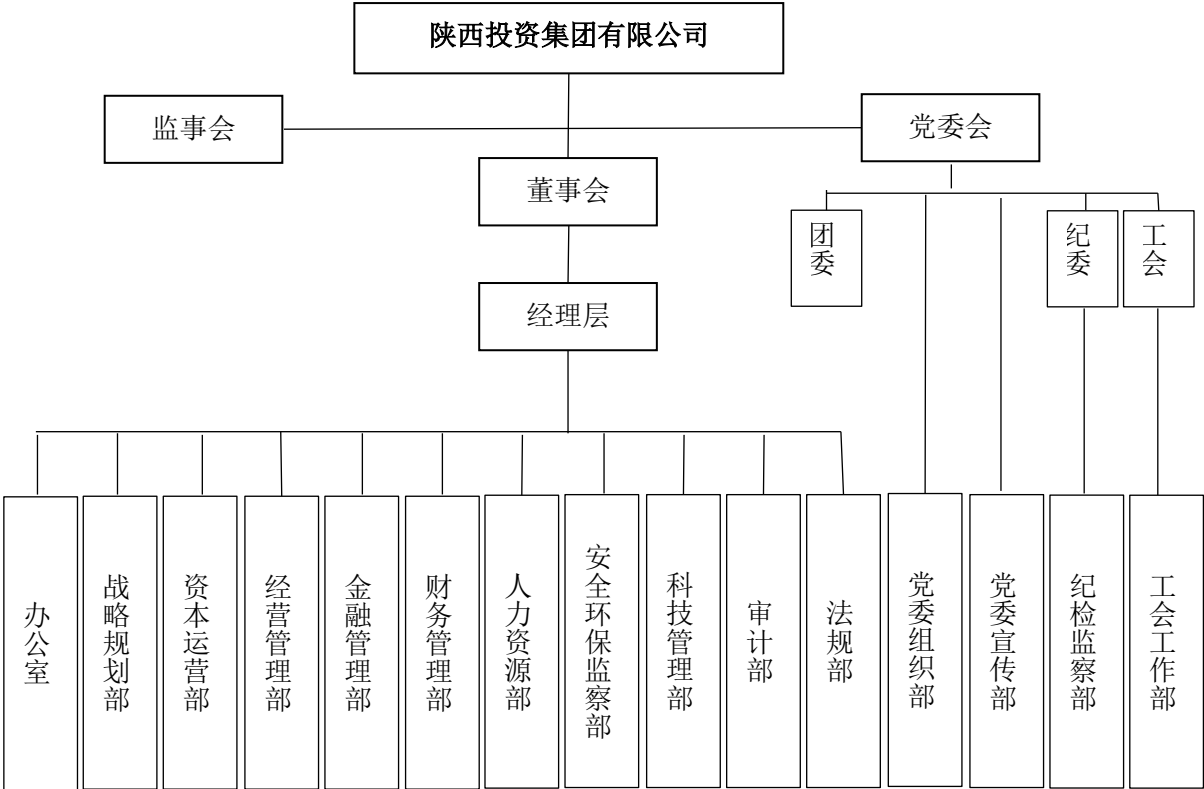 陕西投资集团有限公司
监事会
党委会
董事会
团委
纪委
工会
经理层
办公室
战略规划部
资本运营部
经营管理部
金融管理部
财务管理部
人力资源部
安全环保监察部
科技管理部
审计部
法规部
党委组织部
党委宣传部
纪检监察部
工会工作部